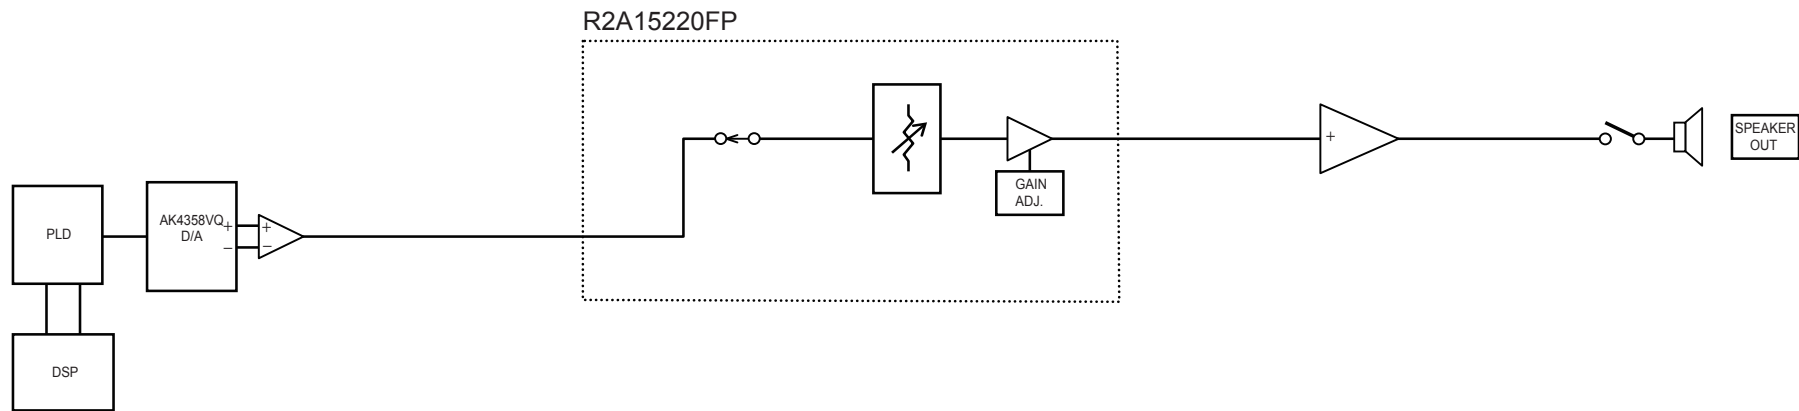 R2A15220FP
GAIN
ADJ.
+
SPEAKER
OUT
PLD
AK4358VQ
D/A
+
−
+
−
DSP